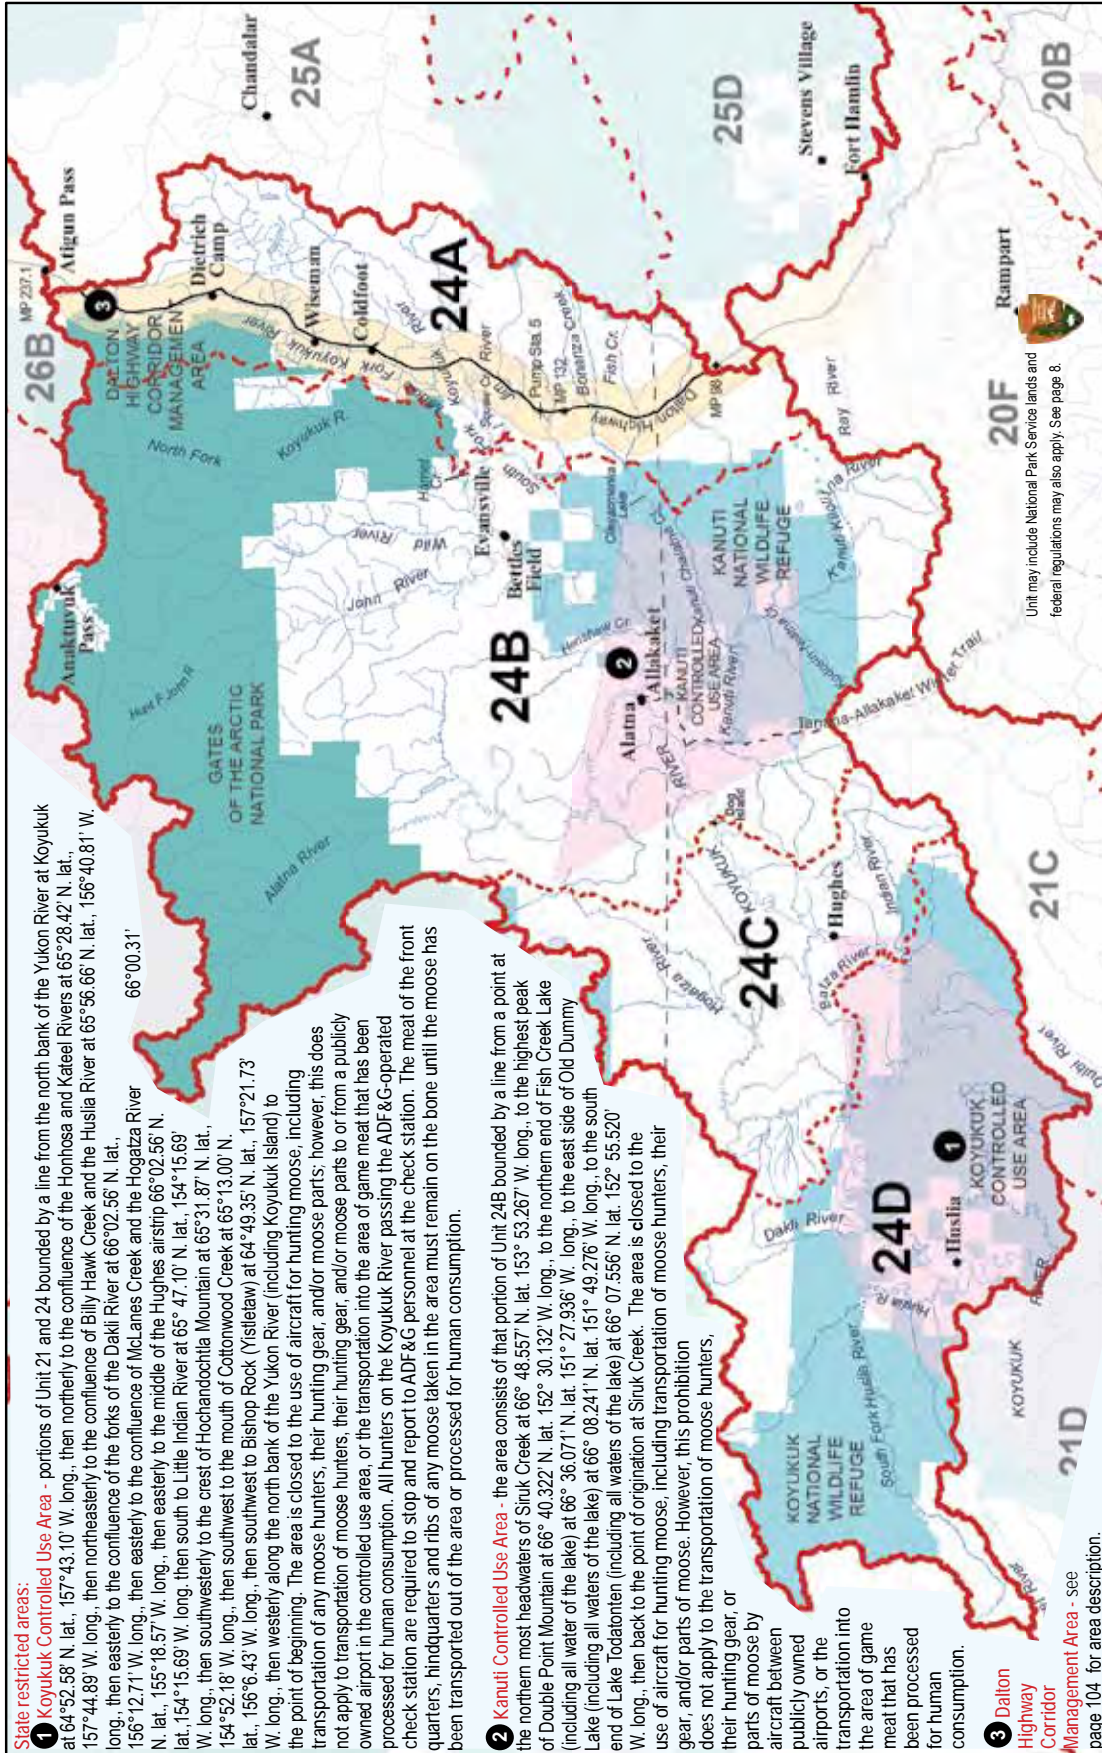 State restricted areas:
1 Koyukuk Controlled Use Area - portions of Unit 21 and 24 bounded by a line from the north bank of the Yukon River at Koyukuk
at 64°52.58' N. lat., 157°43.10' W. long., then northerly to the confluence of the Honhosa and Kateel Rivers at 65°28.42' N. lat.,
157°44.89' W. long., then northeasterly to the confluence of Billy Hawk Creek and the Huslia River at 65°56.66' N. lat., 156°40.81' W.
long., then easterly to the confluence of the forks of the Dakli River at 66°02.56' N. lat.,
156°12.71' W. long., then easterly to the confluence of McLanes Creek and the Hogatza River 66°00.31'
N. lat., 155°18.57' W. long., then easterly to the middle of the Hughes airstrip 66°02.56' N.
lat., 154°15.69' W. long, then south to Little Indian River at 65° 47.10' N. lat., 154°15.69'
W. long., then southwesterly to the crest of Hochandochtla Mountain at 65°31.87' N. lat.,
154°52.18' W. long., then southwest to the mouth of Cottonwood Creek at 65°13.00' N.
lat., 156°6.43' W. long., then southwest to Bishop Rock (Yistletaw) at 64°49.35' N. lat., 157°21.73'
W. long., then westerly along the north bank of the Yukon River (including Koyukuk Island) to
the point of beginning. The area is closed to the use of aircraft for hunting moose, including
transportation of any moose hunters, their hunting gear, and/or moose parts; however, this does
not apply to transportation of moose hunters, their hunting gear, and/or moose parts to or from a publicly
owned airport in the controlled use area, or the transportation into the area of game meat that has been
processed for human consumption. All hunters on the Koyukuk River passing the ADF&G-operated
check station are required to stop and report to ADF&G personnel at the check station. The meat of the front
quarters, hindquarters and ribs of any moose taken in the area must remain on the bone until the moose has
been transported out of the area or processed for human consumption.
2 Kanuti Controlled Use Area - the area consists of that portion of Unit 24B bounded by a line from a point at
the northern most headwaters of Siruk Creek at 66° 48.557' N. lat. 153° 53.267' W. long., to the highest peak
of Double Point Mountain at 66° 40.322' N. lat. 152° 30.132' W. long., to the northern end of Fish Creek Lake
(including all water of the lake) at 66° 36.071' N. lat. 151° 27.936' W. long., to the east side of Old Dummy
Lake (including all waters of the lake) at 66° 08.241' N. lat. 151° 49.276' W. long., to the south
end of Lake Todatonten (including all waters of the lake) at 66° 07.556' N. lat. 152° 55.520'
W. long., then back to the point of origination at Siruk Creek. The area is closed to the
use of aircraft for hunting moose, including transportation of moose hunters, their
gear, and/or parts of moose. However, this prohibition
does not apply to the transportation of moose hunters,
their hunting gear, or
parts of moose by
aircraft between
publicly owned
airports, or the
transportation into
the area of game
meat that has
been processed
for human
consumption.
3 Dalton
Highway
Corridor
Management Area - see
page 104 for area description.
26B
MP 237.1
Atigun Pass
3
DALTON
HIGHWAY
CORRIDOR
MANAGEMENT
AREA
Dietrich
Camp
Chandalar
25A
Anaktuvuk
Pass
North Fork
Koyukuk R.
Koyukuk River
Wiseman
Coldfoot
24A
River
Hunt F. John R.
GATES
OF THE ARCTIC
NATIONAL PARK
Alatna River
John River
Wild River
Evansville
Bettles
Field
South Fork
Koyukuk
Jim River
Pump Sta. 5
MP 132
Bonanza Creek
Fish Cr.
Dalton Highway
MP 98
24B
Henshaw Cr.
2
Alatna
Allakaket
KANUTI
CONTROLLED
USE AREA
Kanuti River
KANUTI
NATIONAL
WILDLIFE
REFUGE
Tanana-Allakaket Winter Trail
Ray River
25D
Stevens Village
Fort Hamlin
20B
Rampart
20F
Unit may include National Park Service lands and
federal regulations may also apply. See page 8.
RIVER
KOYUKUK
Dog
Island
Hogatza River
24C
Hughes
Indian River
Batza River
21C
Dulbi River
Dakli River
24D
Huslia
1
KOYUKUK
CONTROLLED
USE AREA
Huslia R.
South Fork Huslia River
KOYUKUK
NATIONAL
WILDLIFE
REFUGE
KOYUKUK
RIVER
21D